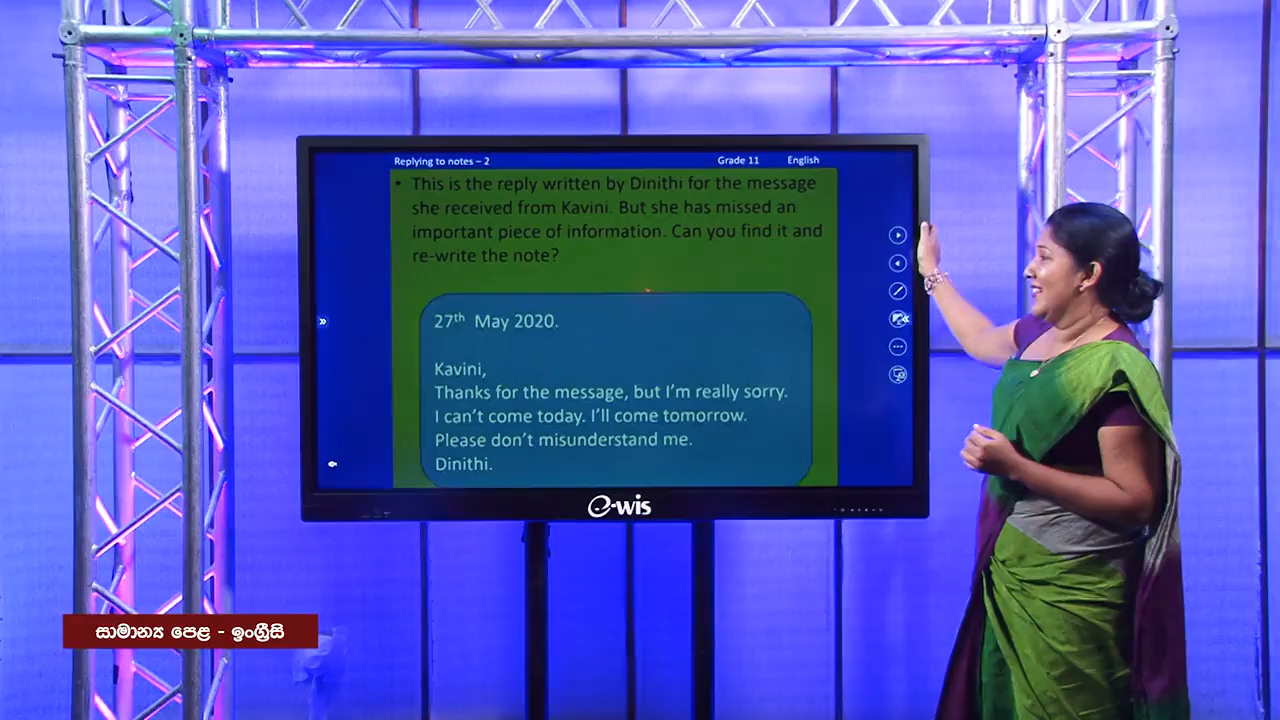 Replying to notes – 2 Grade 11 English
• This is the reply written by Dinithi for the message
she received from Kavini. But she has missed an
important piece of information. Can you find it and
re-write the note?
27th May 2020.
Kavini,
Thanks for the message, but I'm really sorry.
I can't come today. I'll come tomorrow.
Please don't misunderstand me.
Dinithi.
e-wis
සාමාන්‍ය පෙළ - ඉංග්‍රීසි